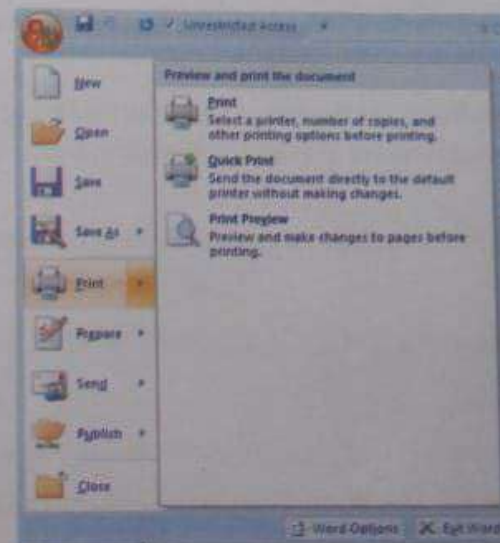 Unrestricted Access
New
Open
Save
Save As
Print
Prepare
Send
Publish
Close
Preview and print the document
Print
Select a printer, number of copies, and
other printing options before printing.
Quick Print
Send the document directly to the default
printer without making changes.
Print Preview
Preview and make changes to pages before
printing.
Word Options
Exit Word